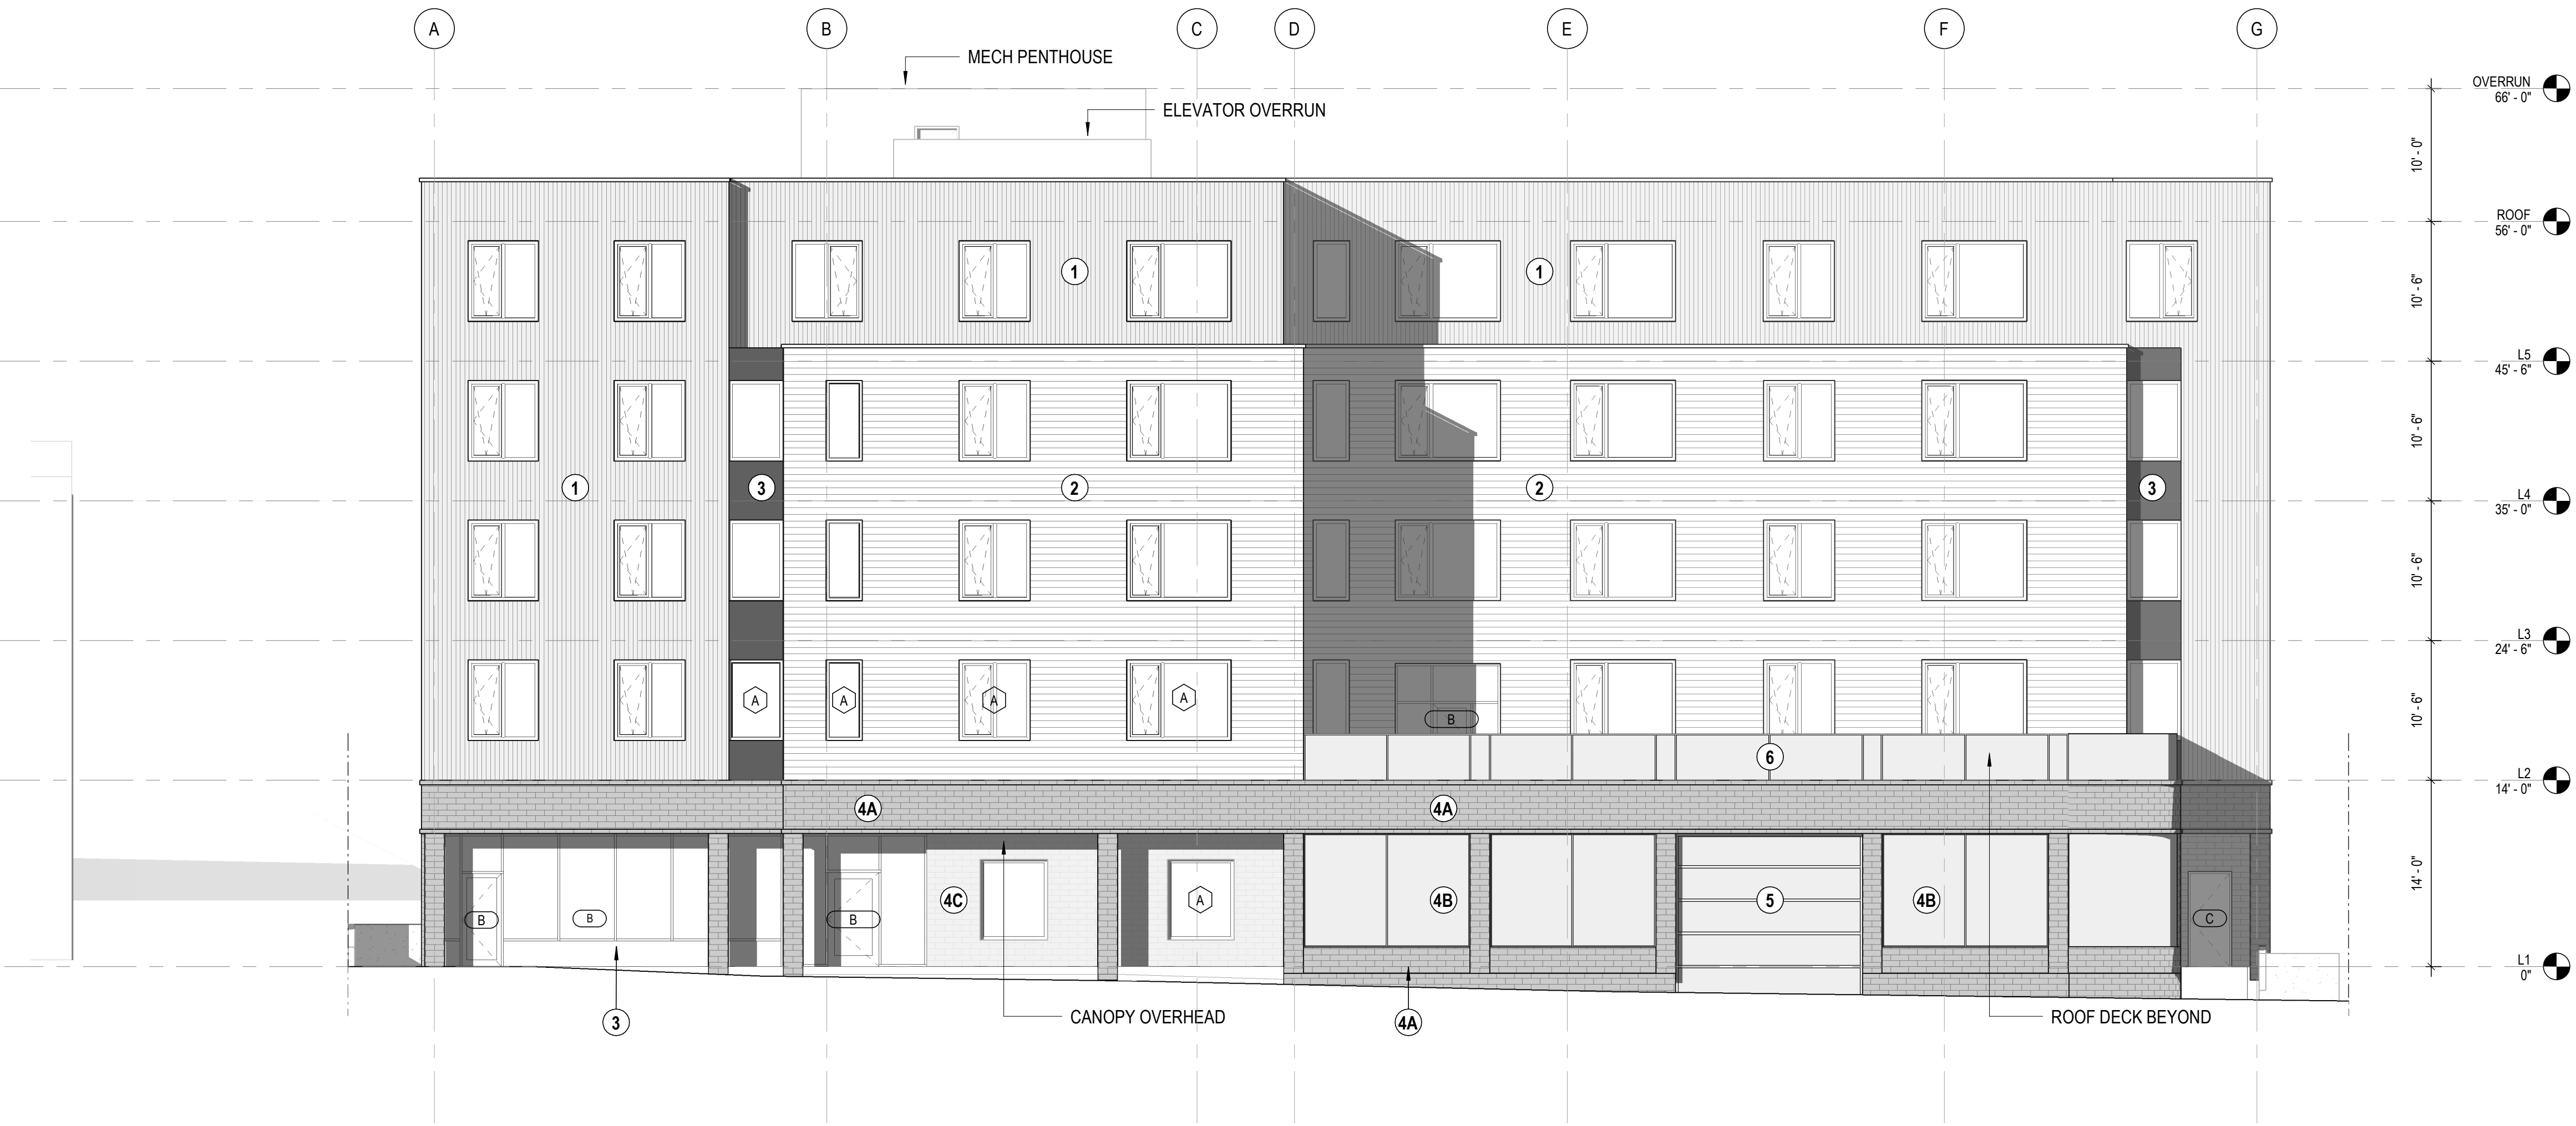 A B C D E F G
MECH PENTHOUSE
OVERRUN
66' - 0"
ELEVATOR OVERRUN
10' - 0"
ROOF
56' - 0"
1 1
10' - 6"
L5
45' - 6"
10' - 6"
1 3 2 2 3
L4
35' - 0"
10' - 6"
L3
24' - 6"
A A A A
10' - 6"
B
6
L2
14' - 0"
4A 4A
14' - 0"
4C A 4B 5 4B
B B B C
L1
0"
3 CANOPY OVERHEAD 4A ROOF DECK BEYOND